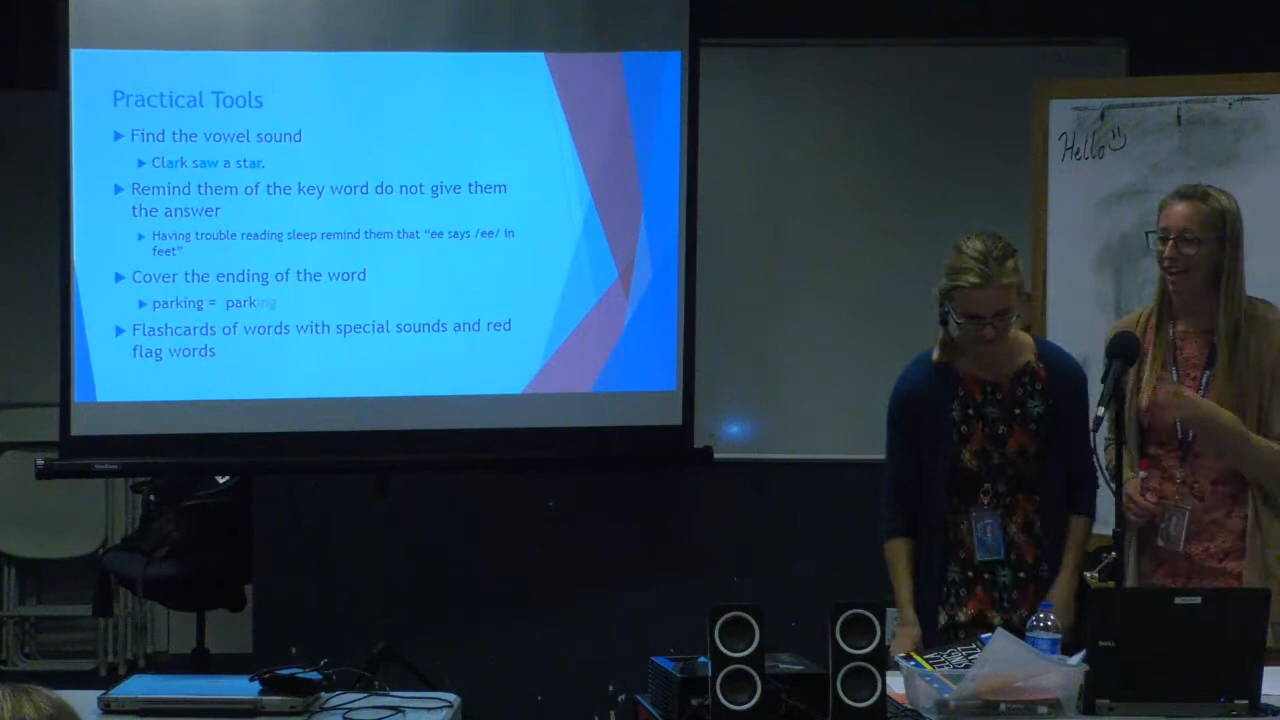 Practical Tools
Find the vowel sound
Clark saw a star.
Remind them of the key word do not give them
the answer
Having trouble reading sleep remind them that “ee says /ee/ in
feet”
Cover the ending of the word
parking = parking
Flashcards of words with special sounds and red
flag words
Hello
DELL